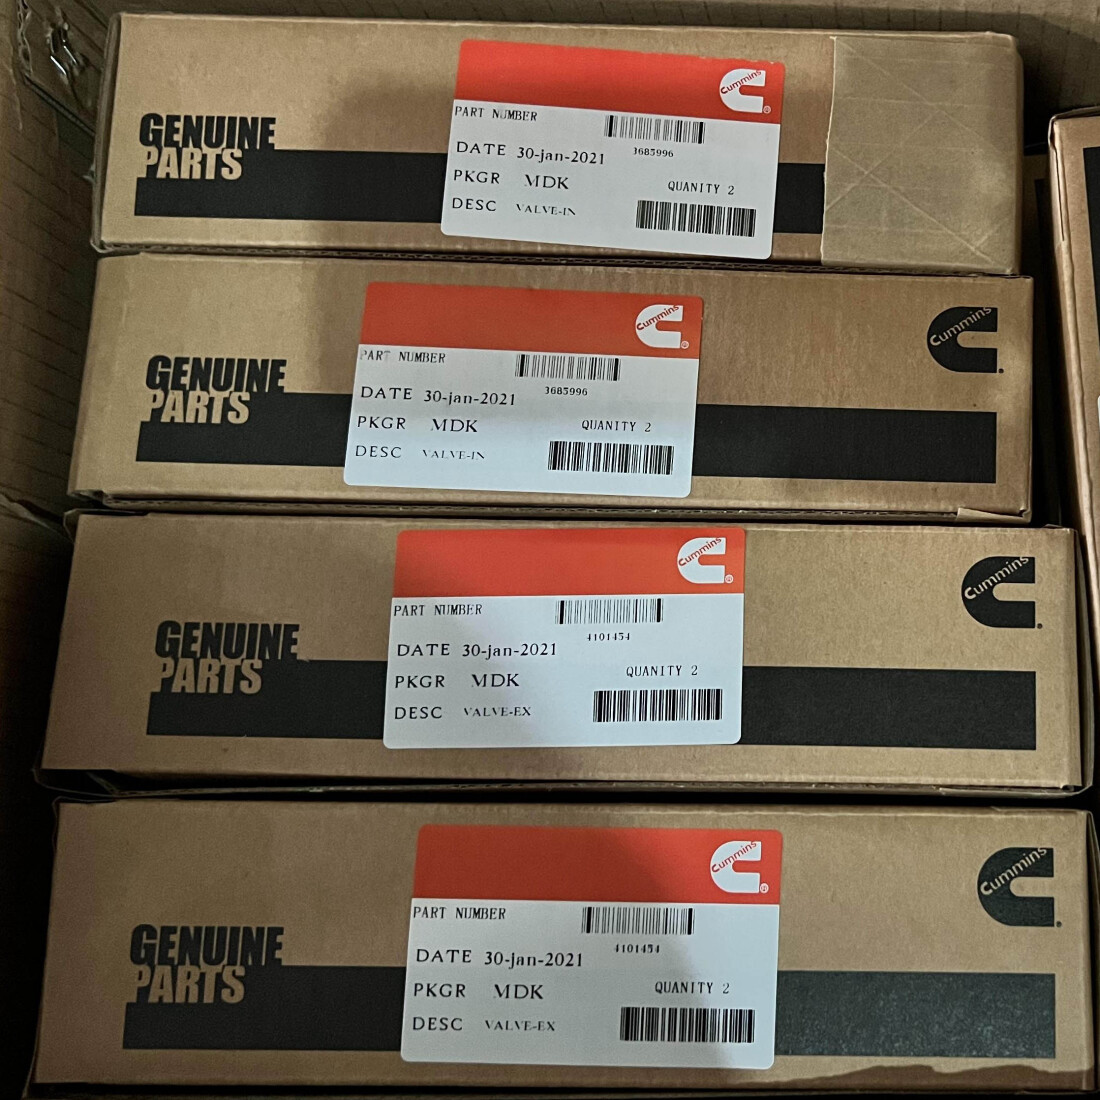 GENUINE
PARTS
Cummins
®
PART NUMBER
3685996
DATE 30-jan-2021
PKGR MDK
QUANITY 2
DESC VALVE-IN
GENUINE
PARTS
Cummins
®
PART NUMBER
3685996
DATE 30-jan-2021
PKGR MDK
QUANITY 2
DESC VALVE-IN
Cummins
GENUINE
PARTS
Cummins
®
PART NUMBER
4101454
DATE 30-jan-2021
PKGR MDK
QUANITY 2
DESC VALVE-EX
Cummins
GENUINE
PARTS
Cummins
®
PART NUMBER
4101454
DATE 30-jan-2021
PKGR MDK
QUANITY 2
DESC VALVE-EX
Cummins